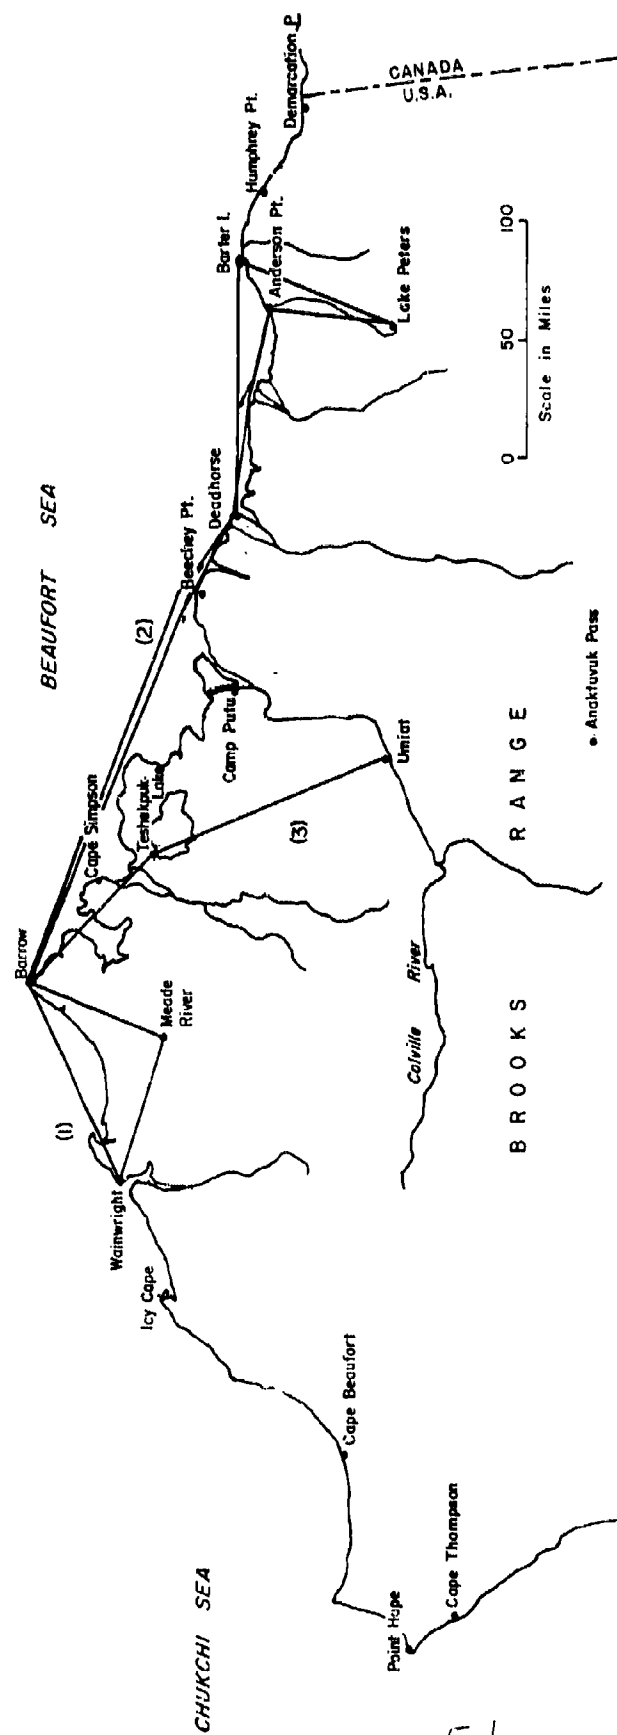 CHUKCHI SEA
BEAUFORT SEA
Point Hope
Cape Thompson
Cape Beaufort
Icy Cape
Wainwright
(1)
Barrow
Meade
River
Cape Simpson
Teshekpuk
Lake
(2)
(3)
Camp Putu
Umiat
Colville River
BROOKS RANGE
Anaktuvuk Pass
Beechey Pt.
Deadhorse
Barter I.
Anderson Pt.
Lake Peters
Humphrey Pt.
Demarcation P
CANADA
U.S.A.
0 50 100
Scale in Miles